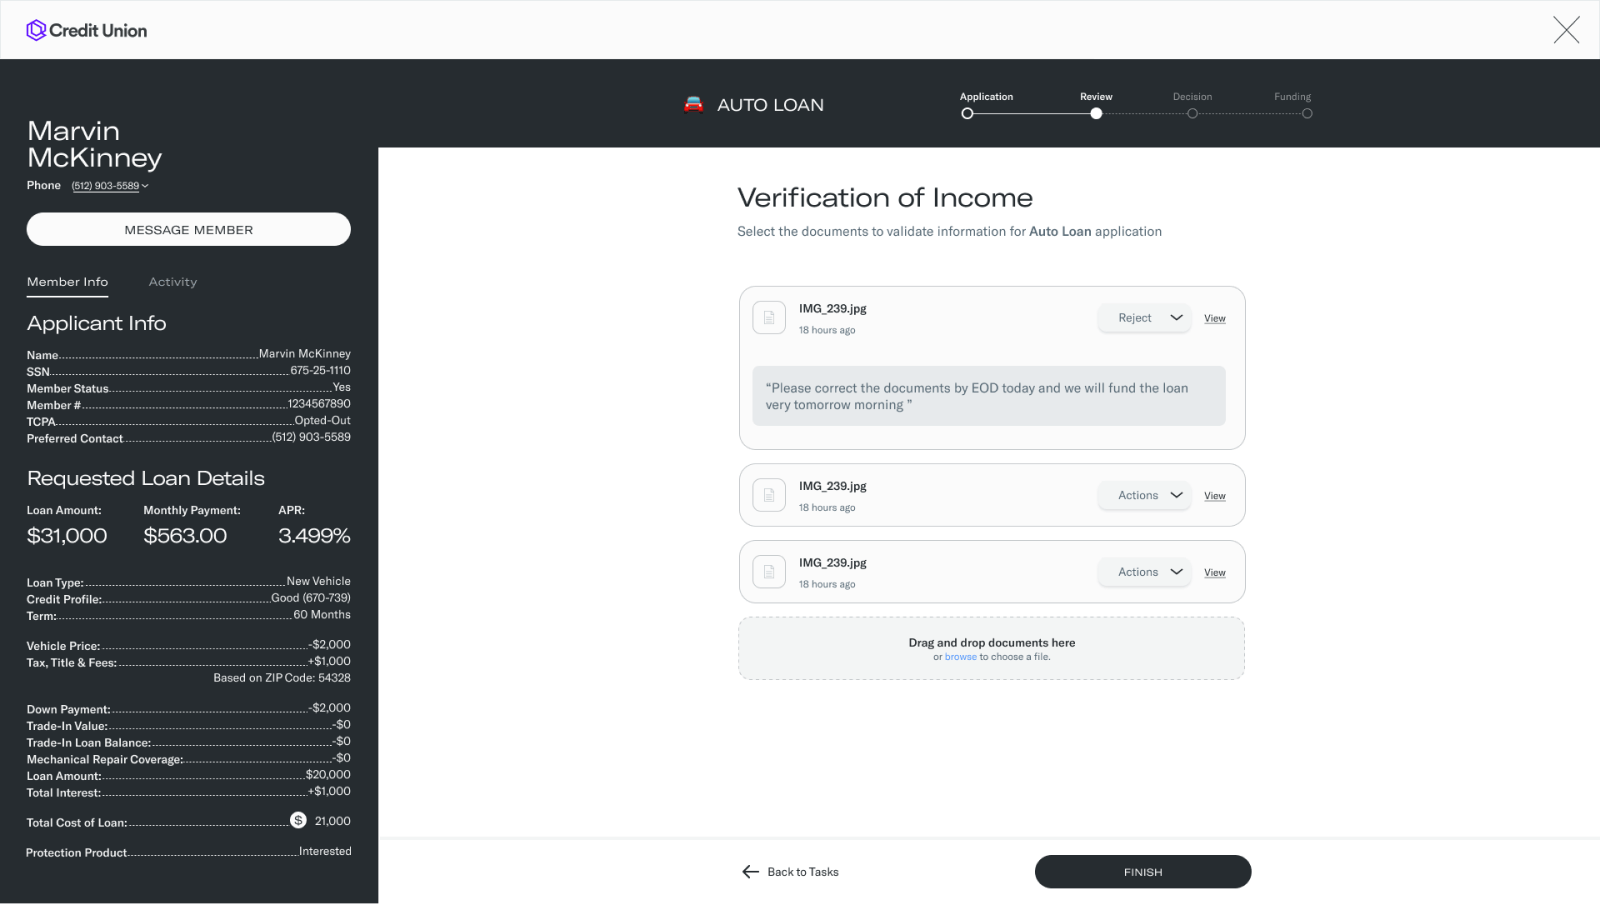 Credit Union
AUTO LOAN
Application
Review
Decision
Funding
Marvin
McKinney
Phone (512) 903-5589
MESSAGE MEMBER
Member Info
Activity
Applicant Info
Name Marvin McKinney
SSN 675-25-1110
Member Status Yes
Member # 1234567890
TCPA Opted-Out
Preferred Contact (512) 903-5589
Requested Loan Details
Loan Amount: Monthly Payment: APR:
$31,000 $563.00 3.499%
Loan Type: New Vehicle
Credit Profile: Good (670-739)
Term: 60 Months
Vehicle Price: -$2,000
Tax, Title & Fees: +$1,000
Based on ZIP Code: 54328
Down Payment: -$2,000
Trade-In Value: -$0
Trade-In Loan Balance: -$0
Mechanical Repair Coverage: -$0
Loan Amount: $20,000
Total Interest: +$1,000
Total Cost of Loan: $ 21,000
Protection Product Interested
Verification of Income
Select the documents to validate information for Auto Loan application
IMG_239.jpg
18 hours ago
Reject
View
“Please correct the documents by EOD today and we will fund the loan
very tomorrow morning ”
IMG_239.jpg
18 hours ago
Actions
View
IMG_239.jpg
18 hours ago
Actions
View
Drag and drop documents here
or browse to choose a file.
Back to Tasks
FINISH